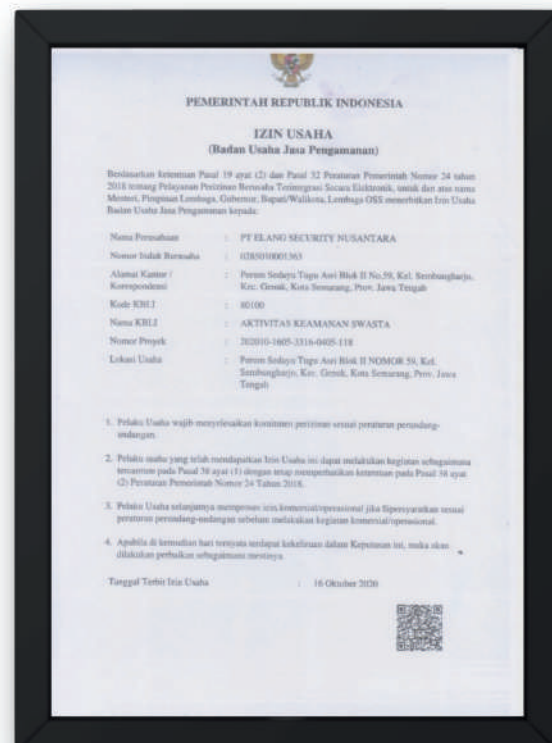 PEMERINTAH REPUBLIK INDONESIA
IZIN USAHA
(Badan Usaha Jasa Pengamanan)
Berdasarkan ketentuan Pasal 19 ayat (2) dan Pasal 32 Peraturan Pemerintah Nomor 24 tahun
2018 tentang Pelayanan Perizinan Berusaha Terintegrasi Secara Elektronik, untuk dan atas nama
Menteri, Pimpinan Lembaga, Gubernur, Bupati/Walikota, Lembaga OSS menerbitkan Izin Usaha
Badan Usaha Jasa Pengamanan kepada:
Nama Perusahaan : PT ELANG SECURITY NUSANTARA
Nomor Induk Berusaha : 0285010001363
Alamat Kantor / : Perum Sedayu Tugu Asri Blok II No.59, Kel. Sembungharjo,
Korespondensi Kec. Genuk, Kota Semarang, Prov. Jawa Tengah
Kode KBLI : 80100
Nama KBLI : AKTIVITAS KEAMANAN SWASTA
Nomor Proyek : 202010-1605-3316-0405-118
Lokasi Usaha : Perum Sedayu Tugu Asri Blok II NOMOR 59, Kel.
Sembungharjo, Kec. Genuk, Kota Semarang, Prov. Jawa
Tengah
1. Pelaku Usaha wajib menyelesaikan komitmen perizinan sesuai peraturan perundang-
undangan.
2. Pelaku usaha yang telah mendapatkan Izin Usaha ini dapat melakukan kegiatan sebagaimana
tercantum pada Pasal 38 ayat (1) dengan tetap memperhatikan ketentuan pada Pasal 38 ayat
(2) Peraturan Pemerintah Nomor 24 Tahun 2018.
3. Pelaku Usaha selanjutnya memproses izin komersial/operasional jika dipersyaratkan sesuai
peraturan perundang-undangan sebelum melakukan kegiatan komersial/operasional.
4. Apabila di kemudian hari ternyata terdapat kekeliruan dalam Keputusan ini, maka akan
dilakukan perbaikan sebagaimana mestinya.
Tanggal Terbit Izin Usaha : 16 Oktober 2020